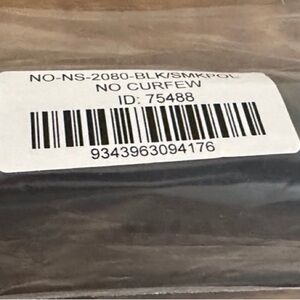 NO-NS-2080-BLK/SMKPOL
NO CURFEW
ID: 75488
9343963094176